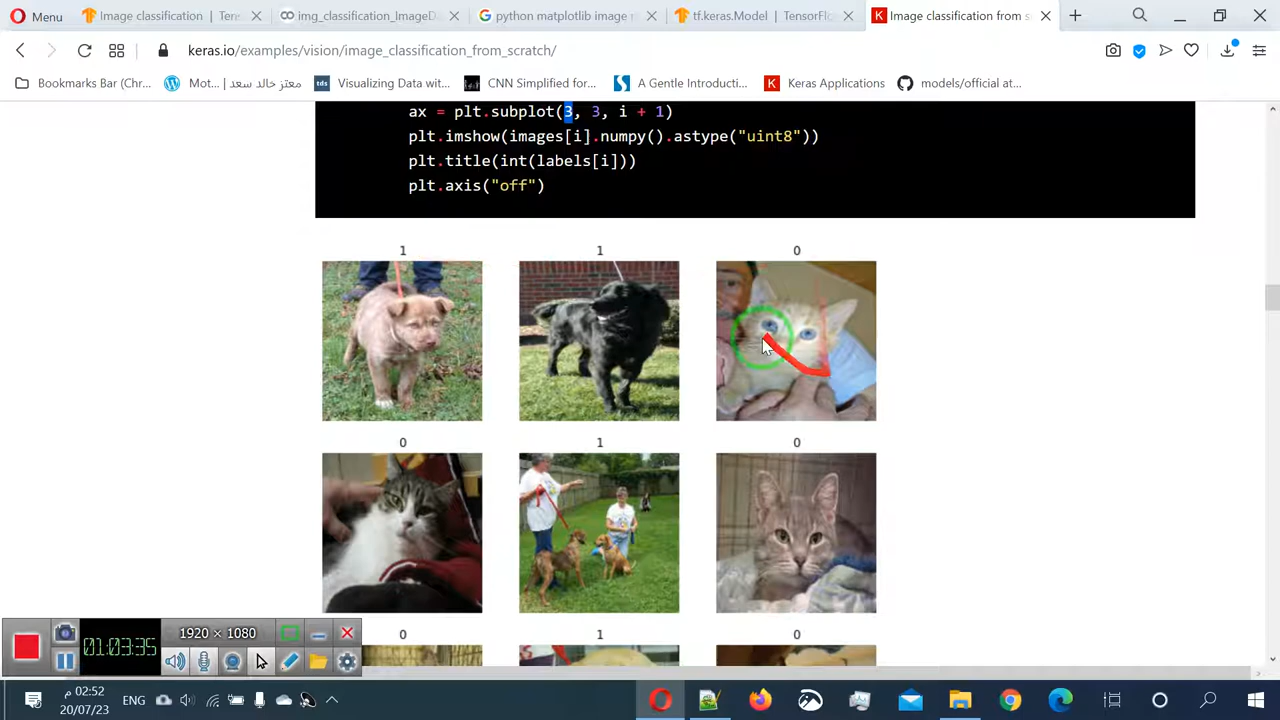 Image classification | Tens
img_classification_ImageDa
python matplotlib image r
tf.keras.Model | TensorFlo
Image classification from s
Menu
keras.io/examples/vision/image_classification_from_scratch/
Bookmarks Bar (Chr...
Mot... | معتز خالد سعد
Visualizing Data wit...
CNN Simplified for...
A Gentle Introducti...
Keras Applications
models/official at...
ax = plt.subplot(3, 3, i + 1)
plt.imshow(images[i].numpy().astype("uint8"))
plt.title(int(labels[i]))
plt.axis("off")
1 1 0
0 1 0
0 1 0
01:03:35
1920 × 1080
ENG
02:52 م
20/07/23